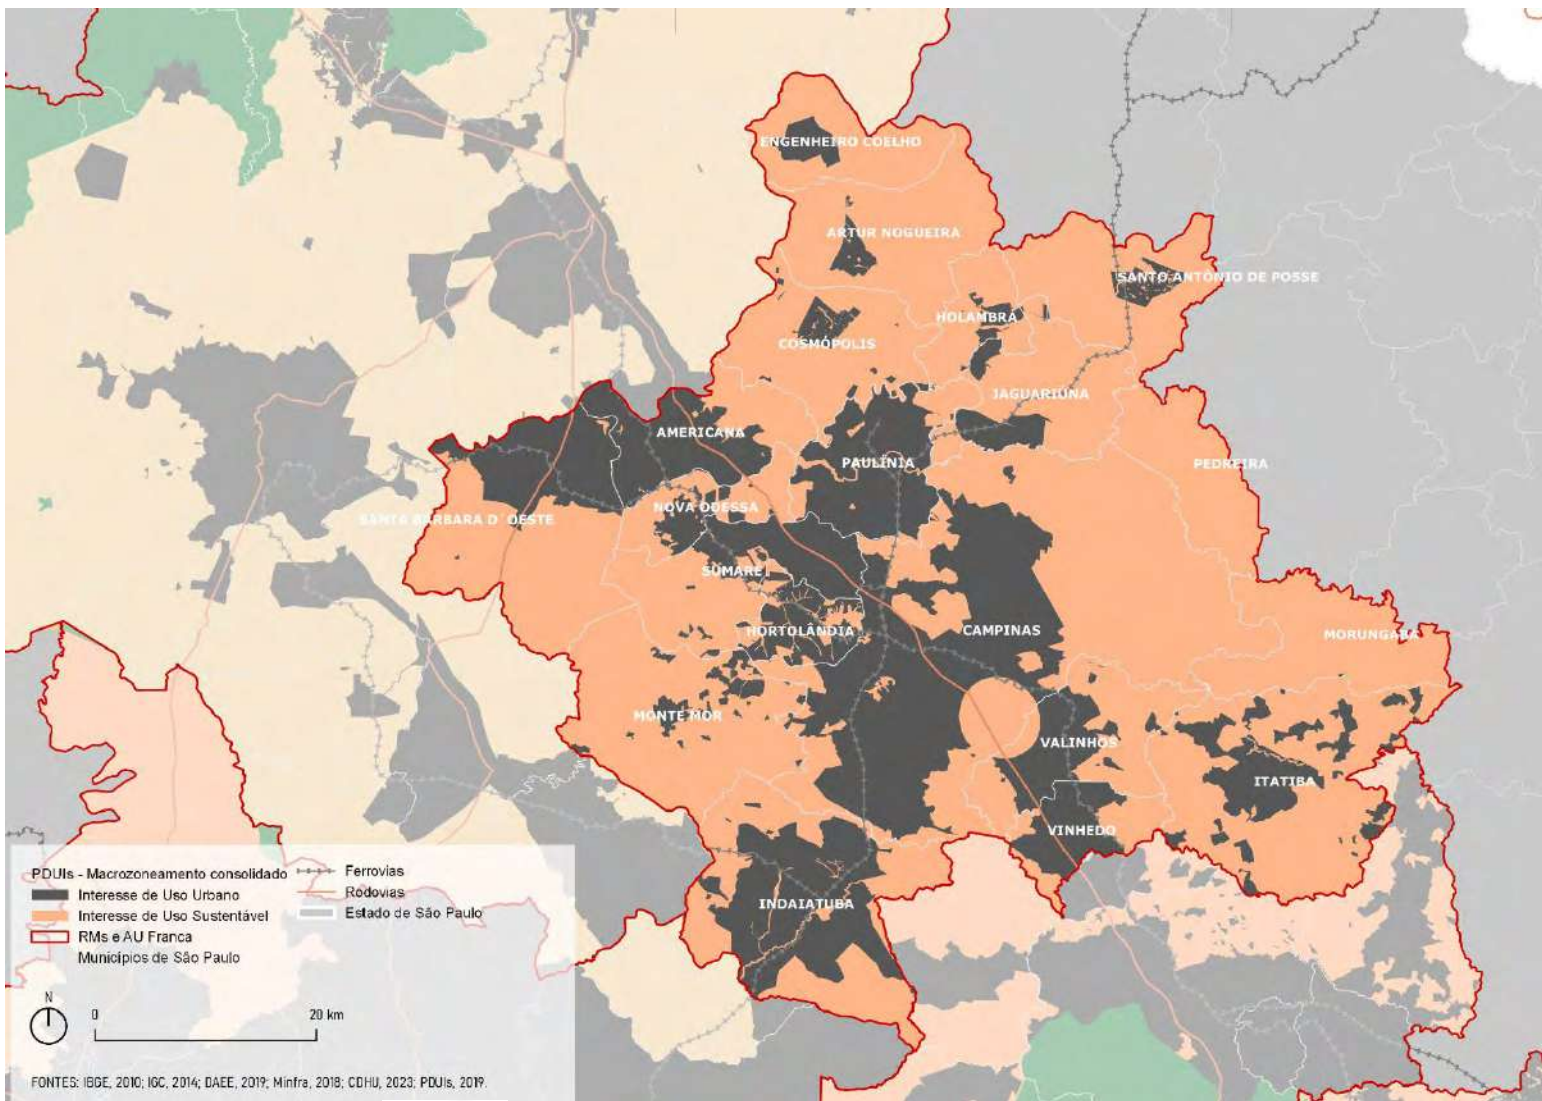 ENGENHEIRO COELHO
ARTUR NOGUEIRA
SANTO ANTÔNIO DE POSSE
HOLAMBRA
COSMÓPOLIS
JAGUARIÚNA
AMERICANA
PAULÍNIA
PEDREIRA
NOVA ODESSA
SANTA BÁRBARA D´OESTE
SUMARÉ
HORTOLÂNDIA
CAMPINAS
MORUNGABA
MONTE MOR
VALINHOS
ITATIBA
VINHEDO
INDAIATUBA
PDUIs - Macrozoneamento consolidado
Interesse de Uso Urbano
Interesse de Uso Sustentável
RMs e AU Franca
Municípios de São Paulo
Ferrovias
Rodovias
Estado de São Paulo
N
0 20 km
FONTES: IBGE, 2010; IGC, 2014; DAEE, 2019; Minfra, 2018; CDHU, 2023; PDUIs, 2019.